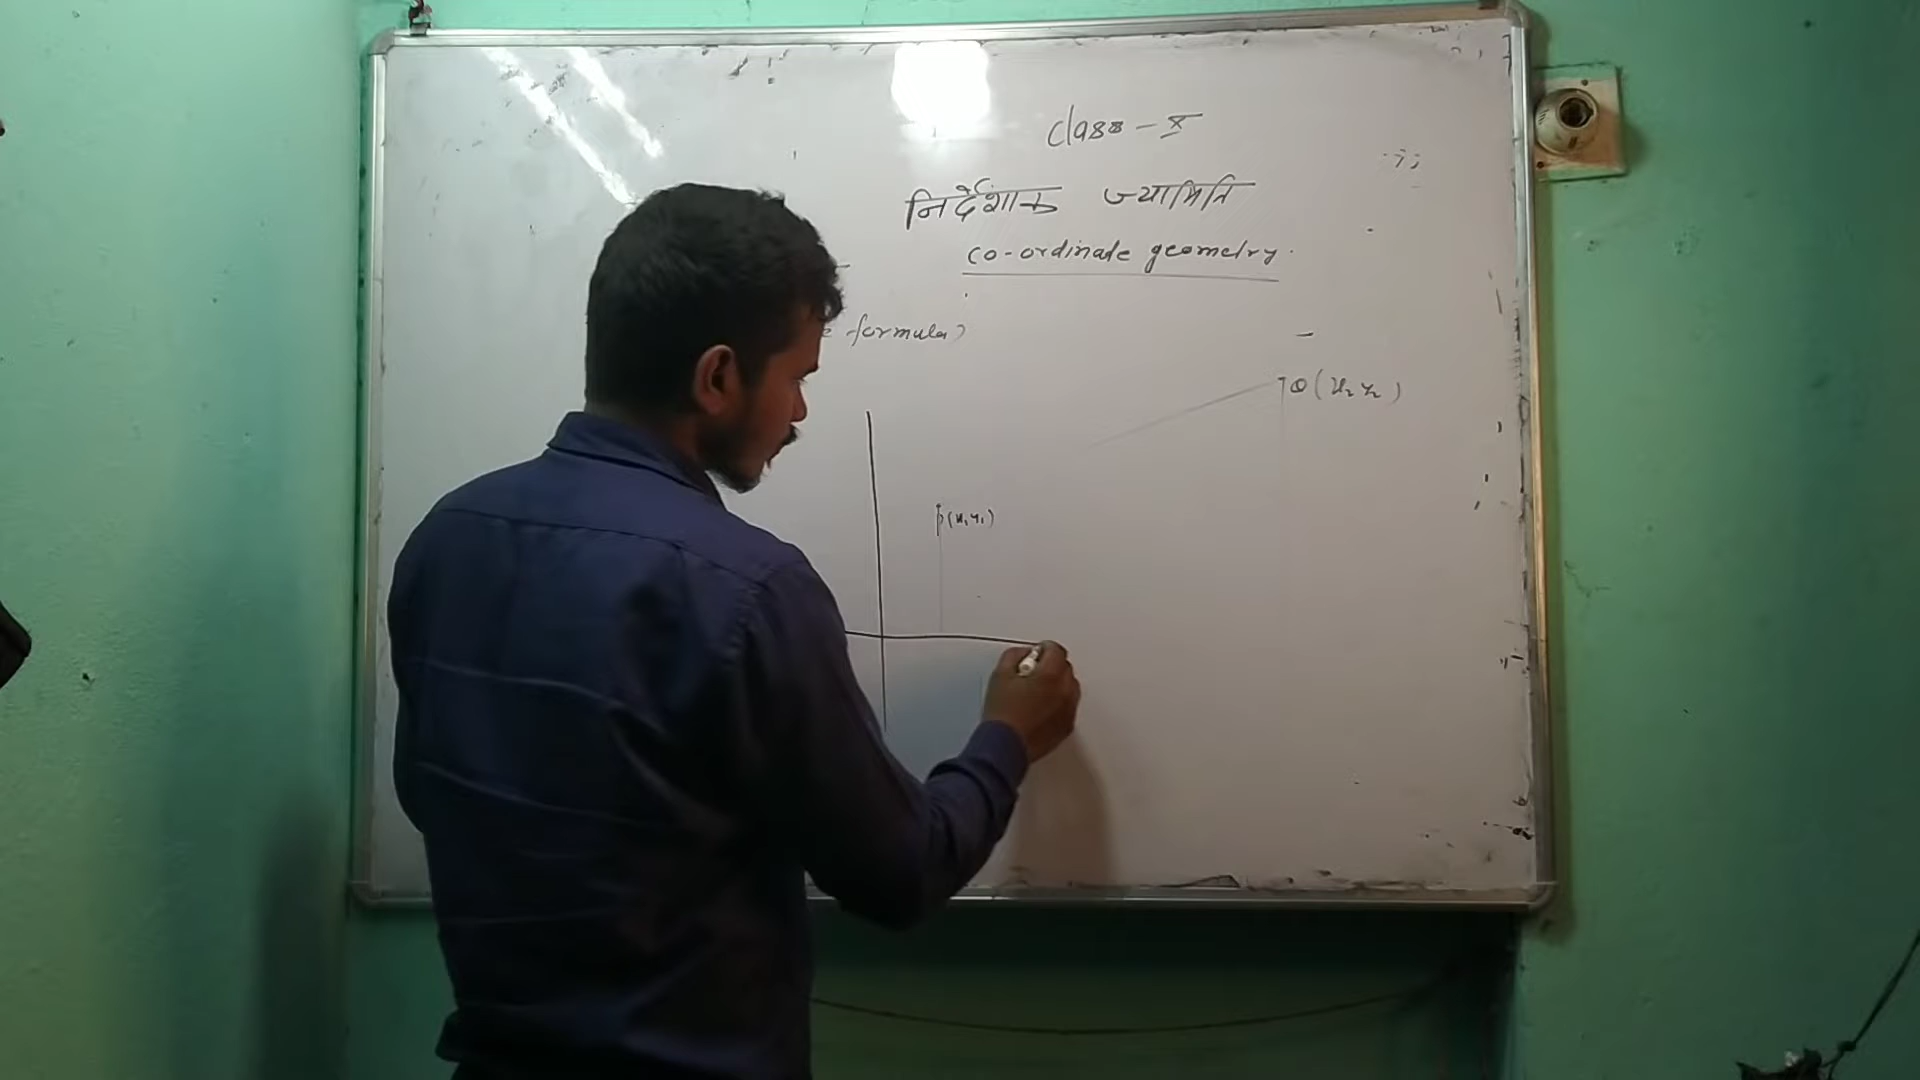 Class - X
निर्देशांक ज्यामिति
co-ordinate geometry.
formula)
Q(x₂ y₂)
P(x₁ y₁)